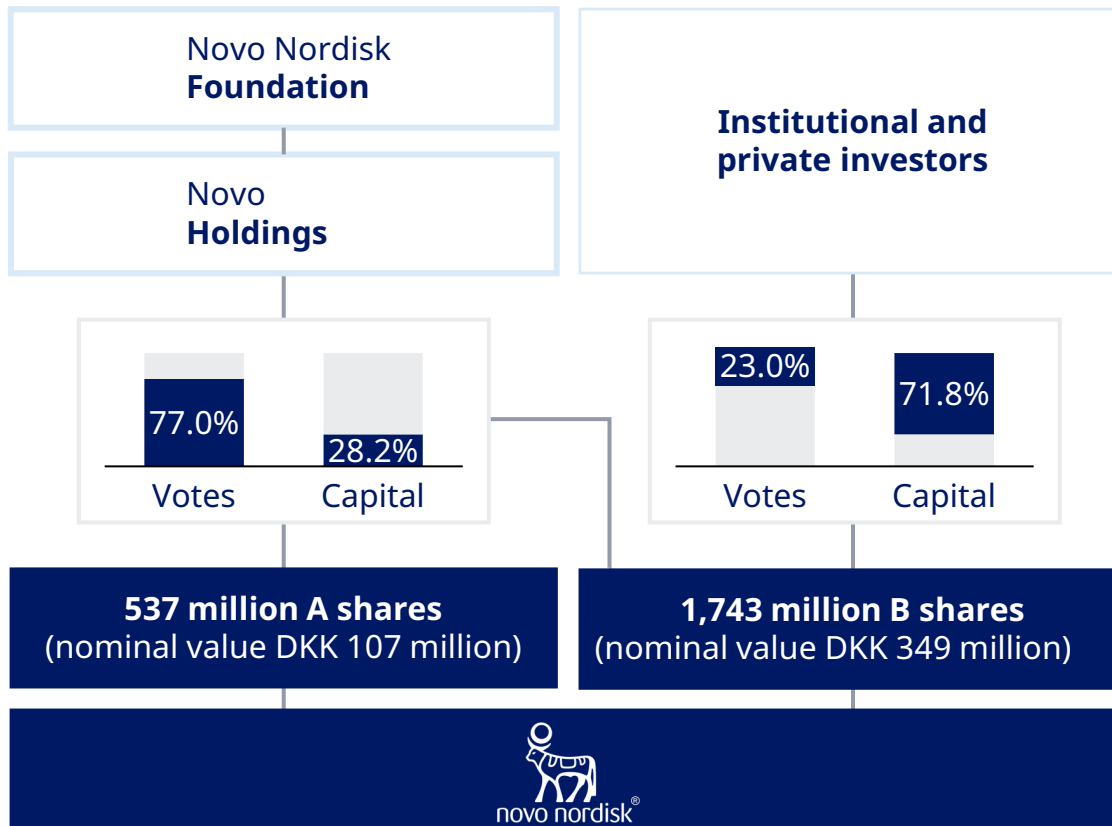 Novo Nordisk
Foundation
Novo
Holdings
Institutional and
private investors
77.0%
28.2%
Votes
Capital
23.0%
71.8%
Votes
Capital
537 million A shares
(nominal value DKK 107 million)
1,743 million B shares
(nominal value DKK 349 million)
novo nordisk®